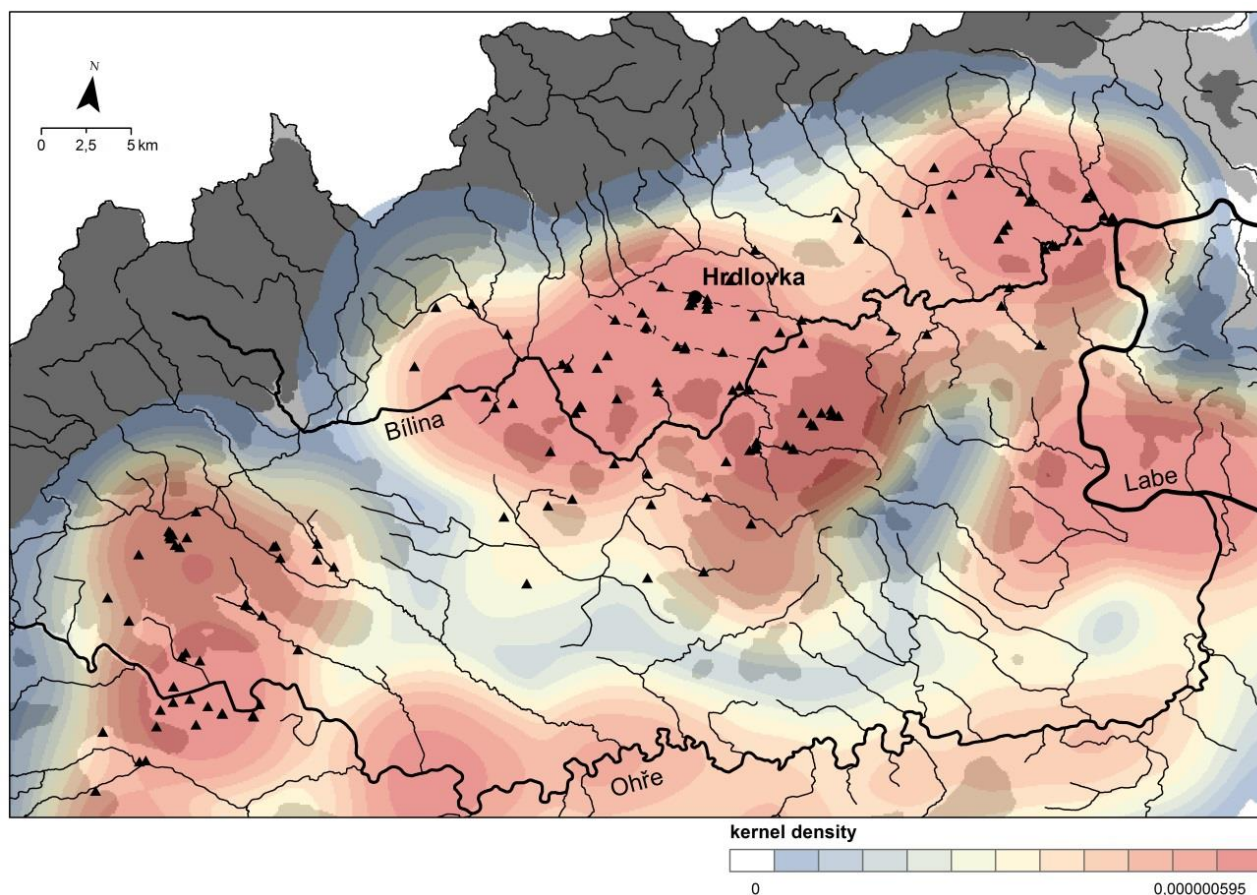 N
0 2,5 5 km
Hrdlovka
Bílina
Labe
Ohře
kernel density
0 0.000000595